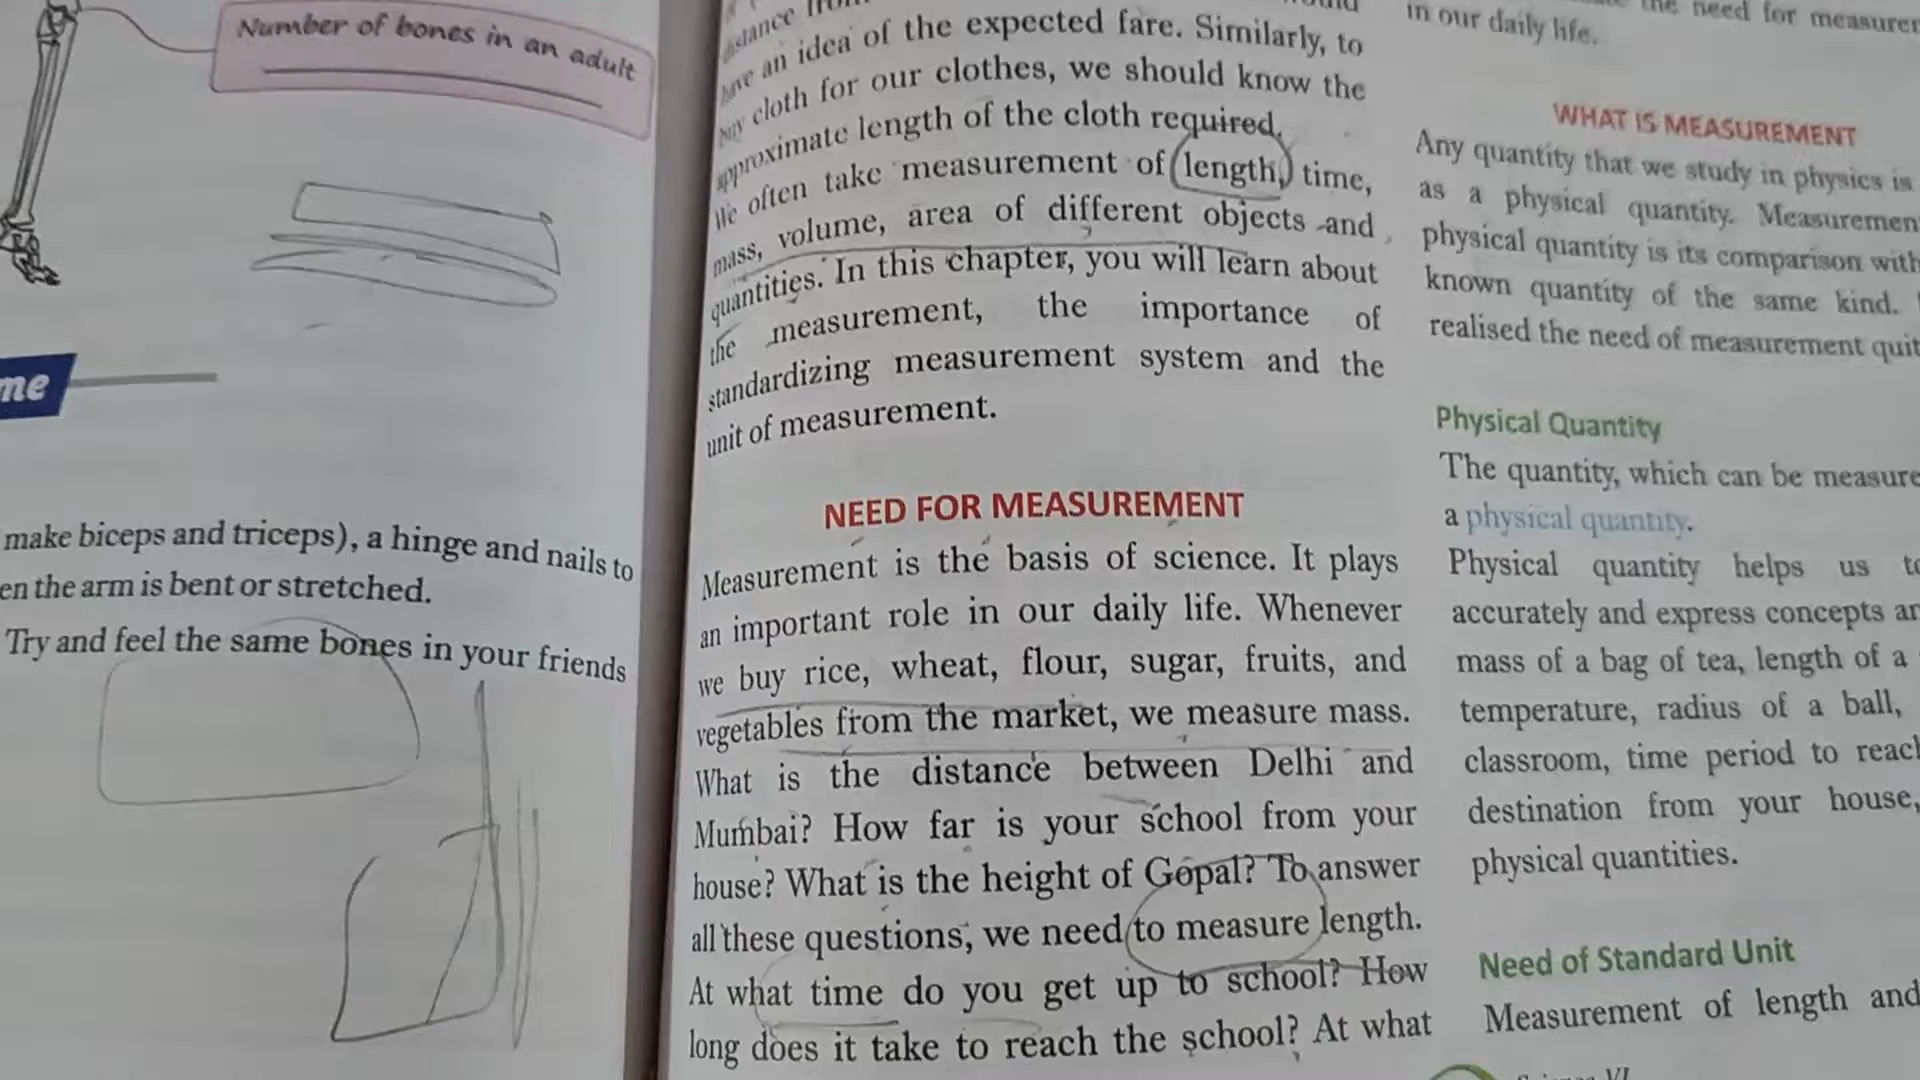 Number of bones in an adult
me
make biceps and triceps), a hinge and nails to
en the arm is bent or stretched.
Try and feel the same bones in your friends
have an idea of the expected fare. Similarly, to
buy cloth for our clothes, we should know the
approximate length of the cloth required.
We often take measurement of length, time,
mass, volume, area of different objects and
quantities. In this chapter, you will learn about
the measurement, the importance of
standardizing measurement system and the
unit of measurement.
NEED FOR MEASUREMENT
Measurement is the basis of science. It plays
an important role in our daily life. Whenever
we buy rice, wheat, flour, sugar, fruits, and
vegetables from the market, we measure mass.
What is the distance between Delhi and
Mumbai? How far is your school from your
house? What is the height of Gopal? To answer
all these questions, we need to measure length.
At what time do you get up to school? How
long does it take to reach the school? At what
the need for measurem
in our daily life.
WHAT IS MEASUREMENT
Any quantity that we study in physics is
as a physical quantity. Measuremen
physical quantity is its comparison with
known quantity of the same kind.
realised the need of measurement quit
Physical Quantity
The quantity, which can be measure
a physical quantity.
Physical quantity helps us to
accurately and express concepts an
mass of a bag of tea, length of a
temperature, radius of a ball,
classroom, time period to reach
destination from your house,
physical quantities.
Need of Standard Unit
Measurement of length and